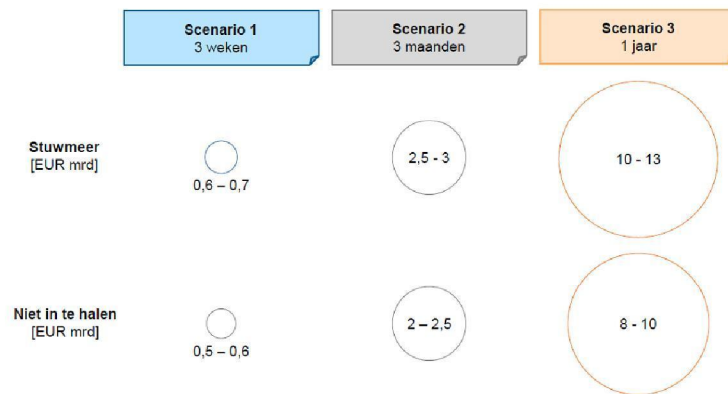 Scenario 1
3 weken
Scenario 2
3 maanden
Scenario 3
1 jaar
Stuwmeer
[EUR mrd]
0,6 – 0,7
2,5 - 3
10 - 13
Niet in te halen
[EUR mrd]
0,5 – 0,6
2 – 2,5
8 - 10